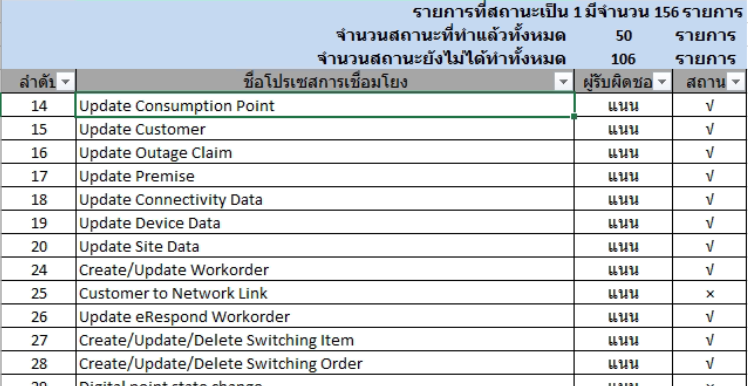 รายการที่สถานะเป็น 1 มีจำนวน 156 รายการ
จำนวนสถานะที่ทำแล้วทั้งหมด 50 รายการ
จำนวนสถานะยังไม่ได้ทำทั้งหมด 106 รายการ
ลำดับ ชื่อโปรเซสการเชื่อมโยง ผู้รับผิดชอ สถาน
14 Update Consumption Point แนน √
15 Update Customer แนน √
16 Update Outage Claim แนน √
17 Update Premise แนน √
18 Update Connectivity Data แนน √
19 Update Device Data แนน √
20 Update Site Data แนน √
24 Create/Update Workorder แนน √
25 Customer to Network Link แนน ×
26 Update eRespond Workorder แนน √
27 Create/Update/Delete Switching Item แนน √
28 Create/Update/Delete Switching Order แนน √
29 Digital point state change แนน ×